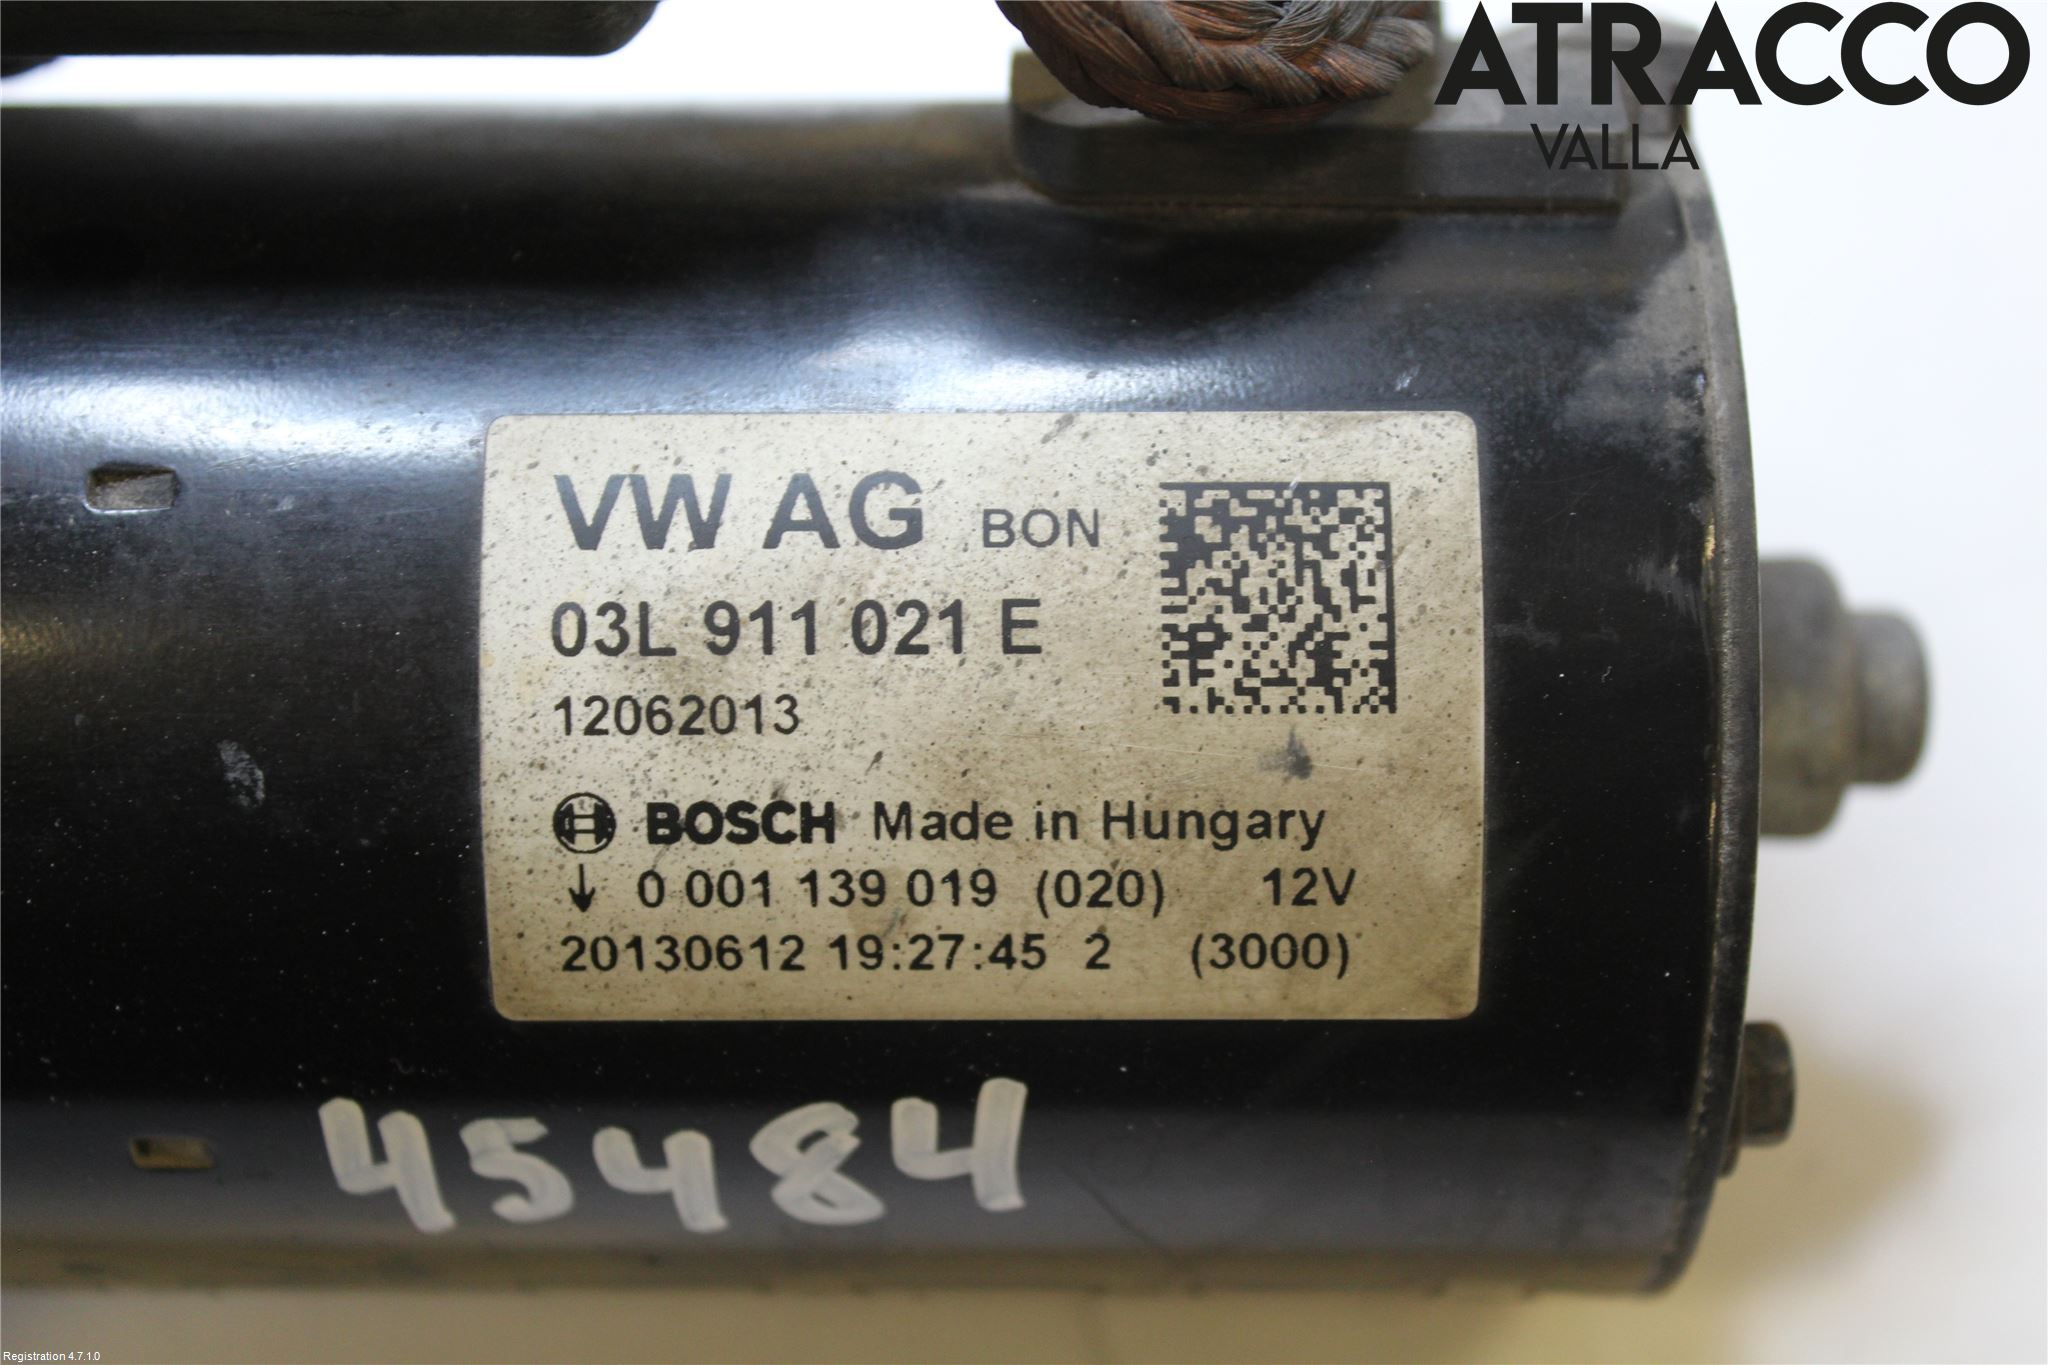 ATRACCO
VALLA
VW AG BON
03L 911 021 E
12062013
BOSCH Made in Hungary
↓ 0 001 139 019 (020) 12V
20130612 19:27:45 2 (3000)
45484
Registration 4.7.1.0